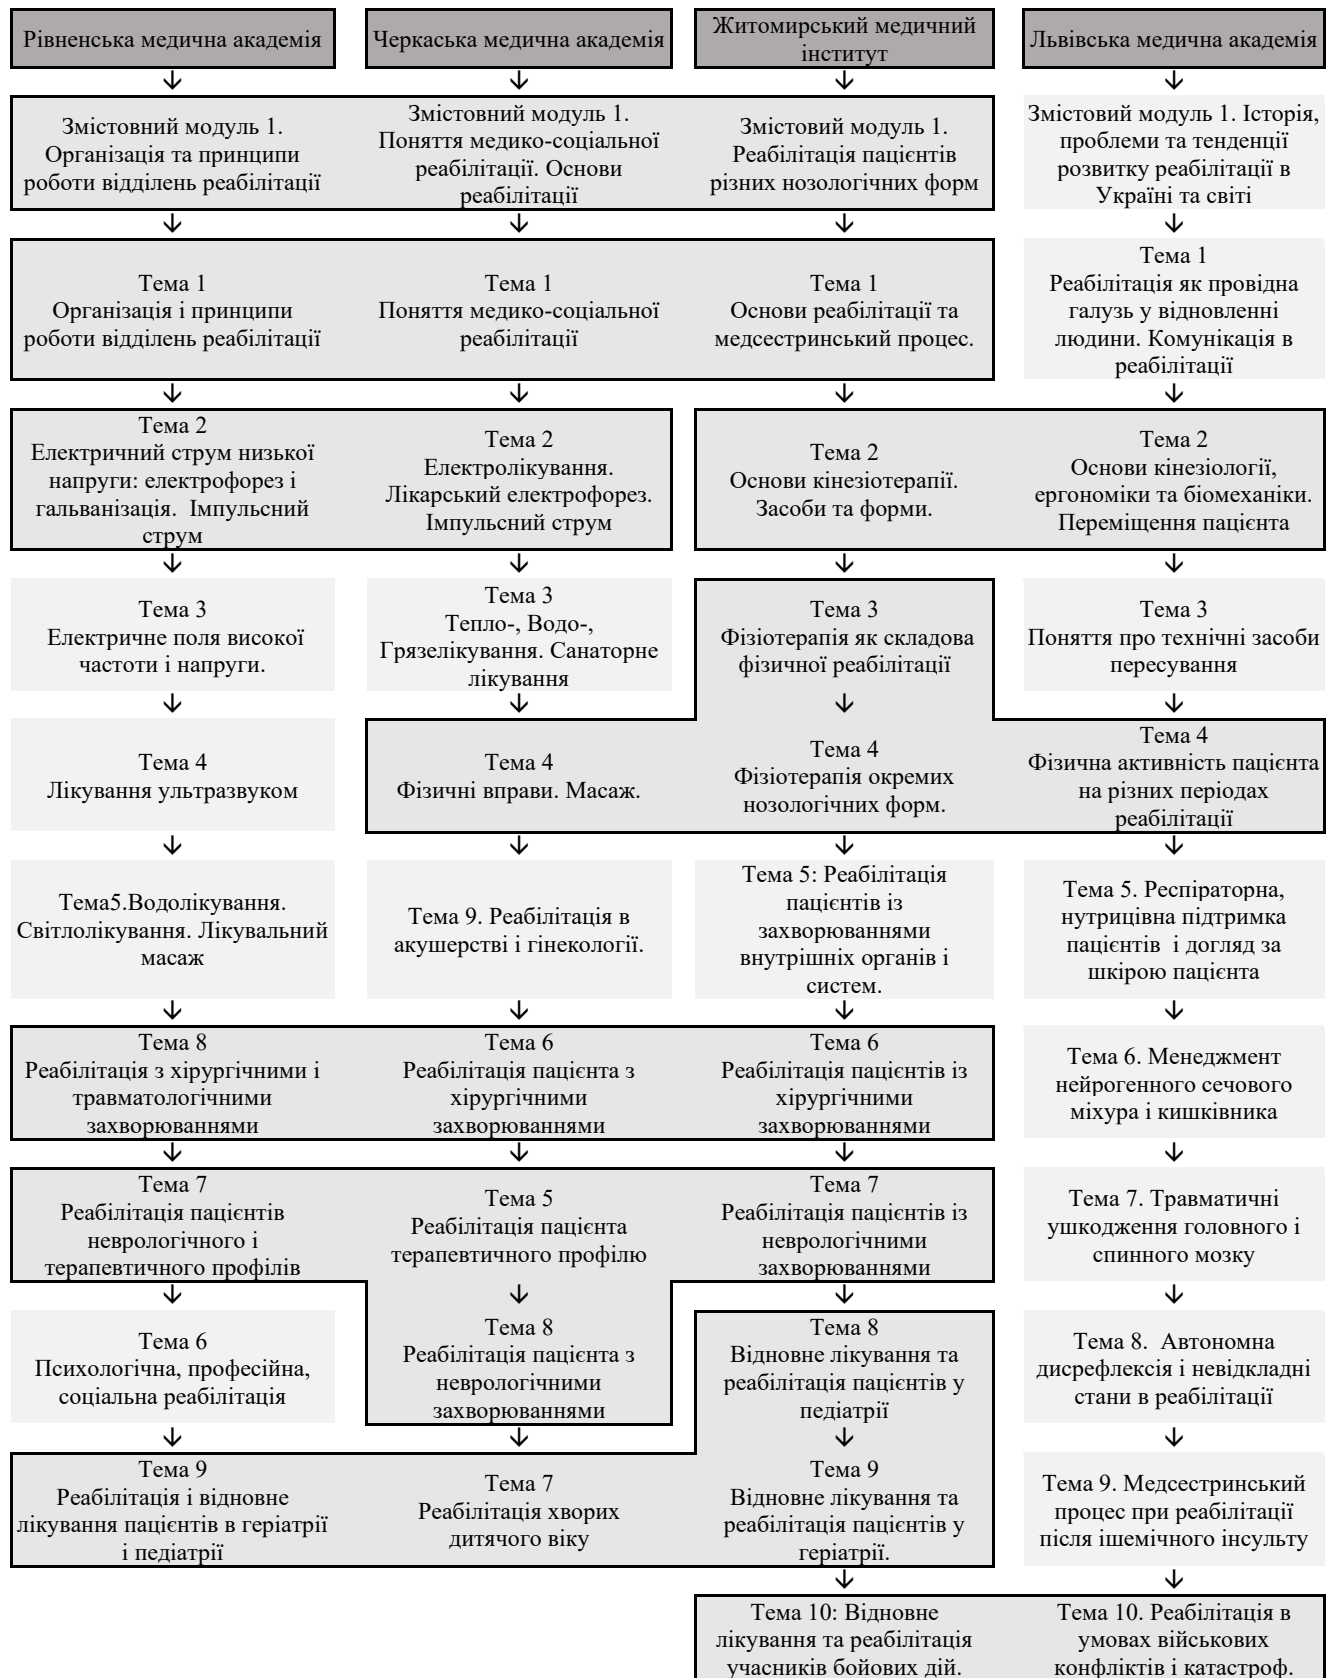 Рівненська медична академія
Черкаська медична академія
Житомирський медичний
інститут
Львівська медична академія
Змістовний модуль 1.
Організація та принципи
роботи відділень реабілітації
Змістовний модуль 1.
Поняття медико-соціальної
реабілітації. Основи
реабілітації
Змістовий модуль 1.
Реабілітація пацієнтів
різних нозологічних форм
Змістовий модуль 1. Історія,
проблеми та тенденції
розвитку реабілітації в
Україні та світі
Тема 1
Організація і принципи
роботи відділень реабілітації
Тема 1
Поняття медико-соціальної
реабілітації
Тема 1
Основи реабілітації та
медсестринський процес.
Тема 1
Реабілітація як провідна
галузь у відновленні
людини. Комунікація в
реабілітації
Тема 2
Електричний струм низької
напруги: електрофорез і
гальванізація. Імпульсний
струм
Тема 2
Електролікування.
Лікарський електрофорез.
Імпульсний струм
Тема 2
Основи кінезіотерапії.
Засоби та форми.
Тема 2
Основи кінезіології,
ергономіки та біомеханіки.
Переміщення пацієнта
Тема 3
Електричне поля високої
частоти і напруги.
Тема 3
Тепло-, Водо-,
Грязелікування. Санаторне
лікування
Тема 3
Фізіотерапія як складова
фізичної реабілітації
Тема 3
Поняття про технічні засоби
пересування
Тема 4
Лікування ультразвуком
Тема 4
Фізичні вправи. Масаж.
Тема 4
Фізіотерапія окремих
нозологічних форм.
Тема 4
Фізична активність пацієнта
на різних періодах
реабілітації
Тема5.Водолікування.
Світлолікування. Лікувальний
масаж
Тема 9. Реабілітація в
акушерстві і гінекології.
Тема 5: Реабілітація
пацієнтів із
захворюваннями
внутрішніх органів і
систем.
Тема 5. Респіраторна,
нутрицівна підтримка
пацієнтів і догляд за
шкірою пацієнта
Тема 8
Реабілітація з хірургічними і
травматологічними
захворюваннями
Тема 6
Реабілітація пацієнта з
хірургічними
захворюваннями
Тема 6
Реабілітація пацієнтів із
хірургічними
захворюваннями
Тема 6. Менеджмент
нейрогенного сечового
міхура і кишківника
Тема 7
Реабілітація пацієнтів
неврологічного і
терапевтичного профілів
Тема 5
Реабілітація пацієнта
терапевтичного профілю
Тема 7
Реабілітація пацієнтів із
неврологічними
захворюваннями
Тема 7. Травматичні
ушкодження головного і
спинного мозку
Тема 6
Психологічна, професійна,
соціальна реабілітація
Тема 8
Реабілітація пацієнта з
неврологічними
захворюваннями
Тема 8
Відновне лікування та
реабілітація пацієнтів у
педіатрії
Тема 8. Автономна
дисрефлексія і невідкладні
стани в реабілітації
Тема 9
Реабілітація і відновне
лікування пацієнтів в геріатрії
і педіатрії
Тема 7
Реабілітація хворих
дитячого віку
Тема 9
Відновне лікування та
реабілітація пацієнтів у
геріатрії.
Тема 9. Медсестринський
процес при реабілітації
після ішемічного інсульту
Тема 10: Відновне
лікування та реабілітація
учасників бойових дій.
Тема 10. Реабілітація в
умовах військових
конфліктів і катастроф.